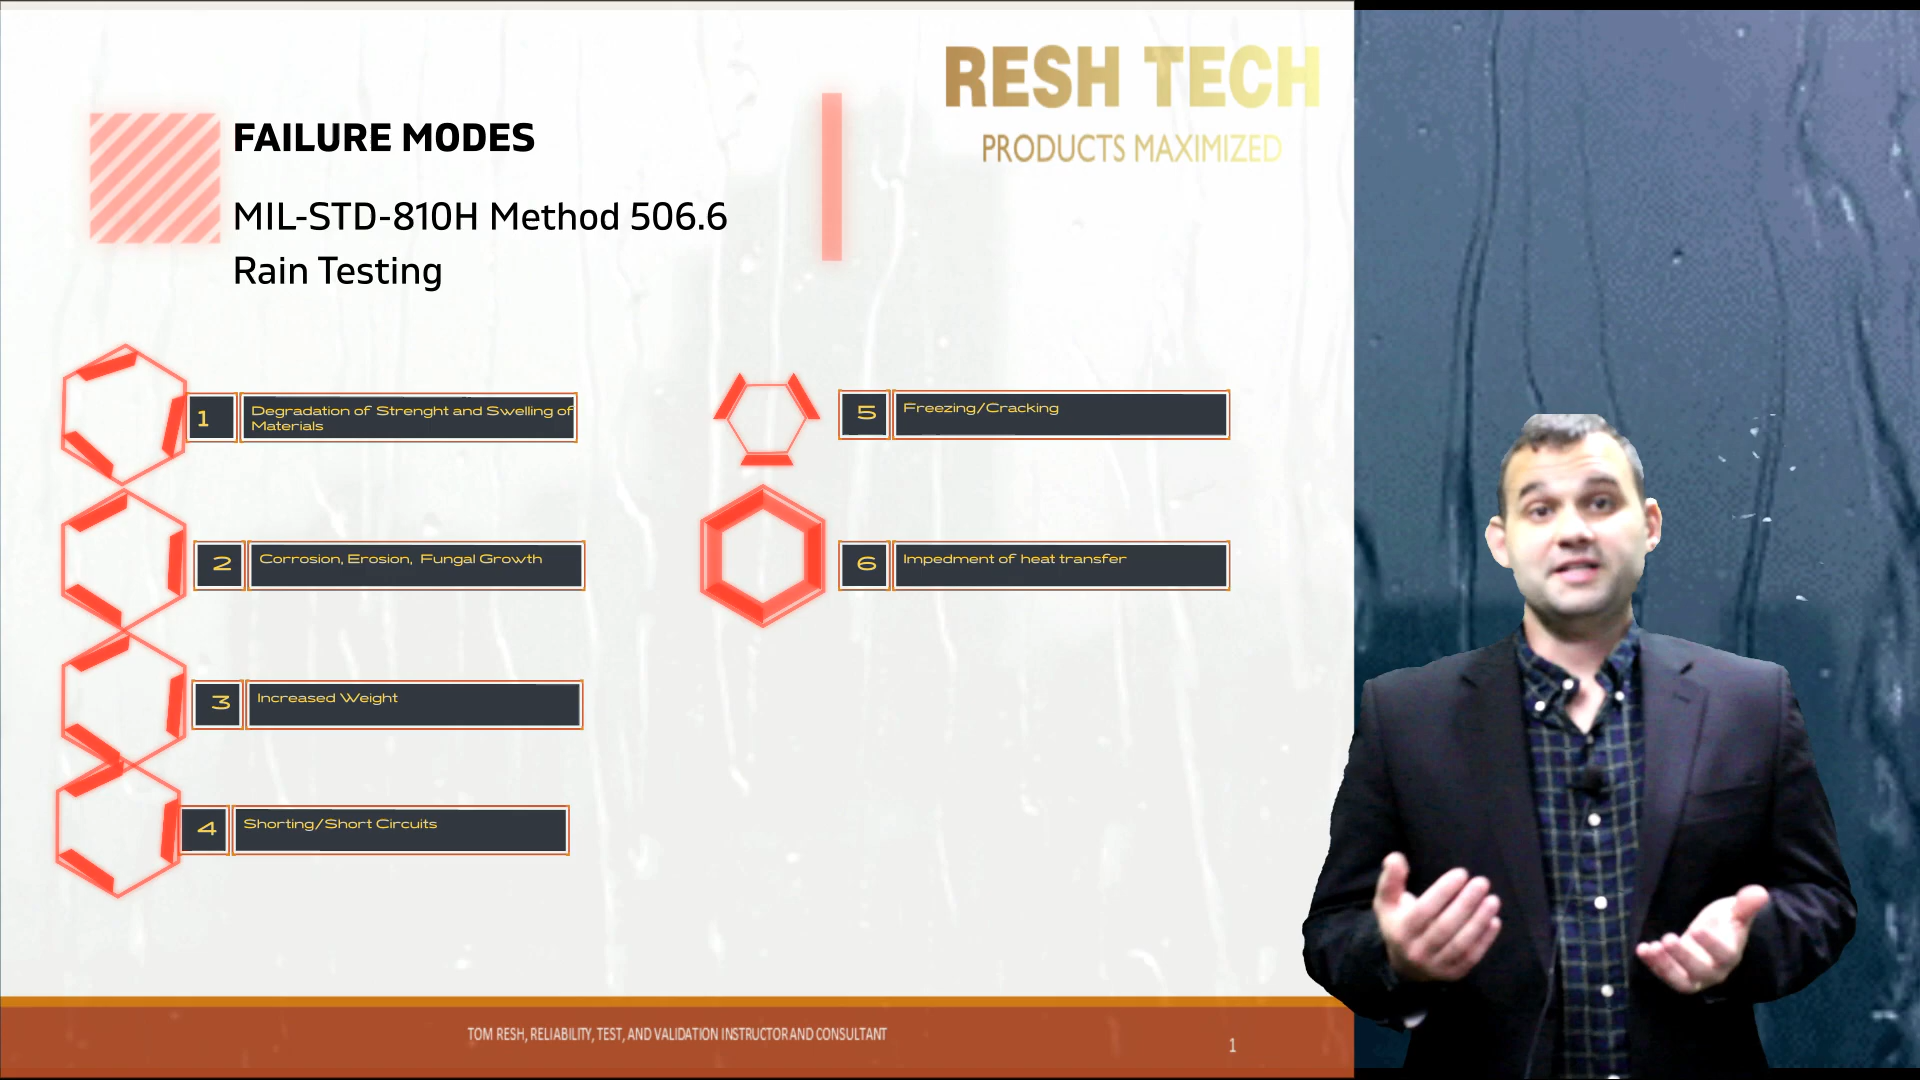 RESH TECH
PRODUCTS MAXIMIZED
FAILURE MODES
MIL-STD-810H Method 506.6
Rain Testing
1
Degradation of Strenght and Swelling of
Materials
2
Corrosion, Erosion, Fungal Growth
3
Increased Weight
4
Shorting/Short Circuits
5
Freezing/Cracking
6
Impedment of heat transfer
TOM RESH, RELIABILITY, TEST, AND VALIDATION INSTRUCTOR AND CONSULTANT
1